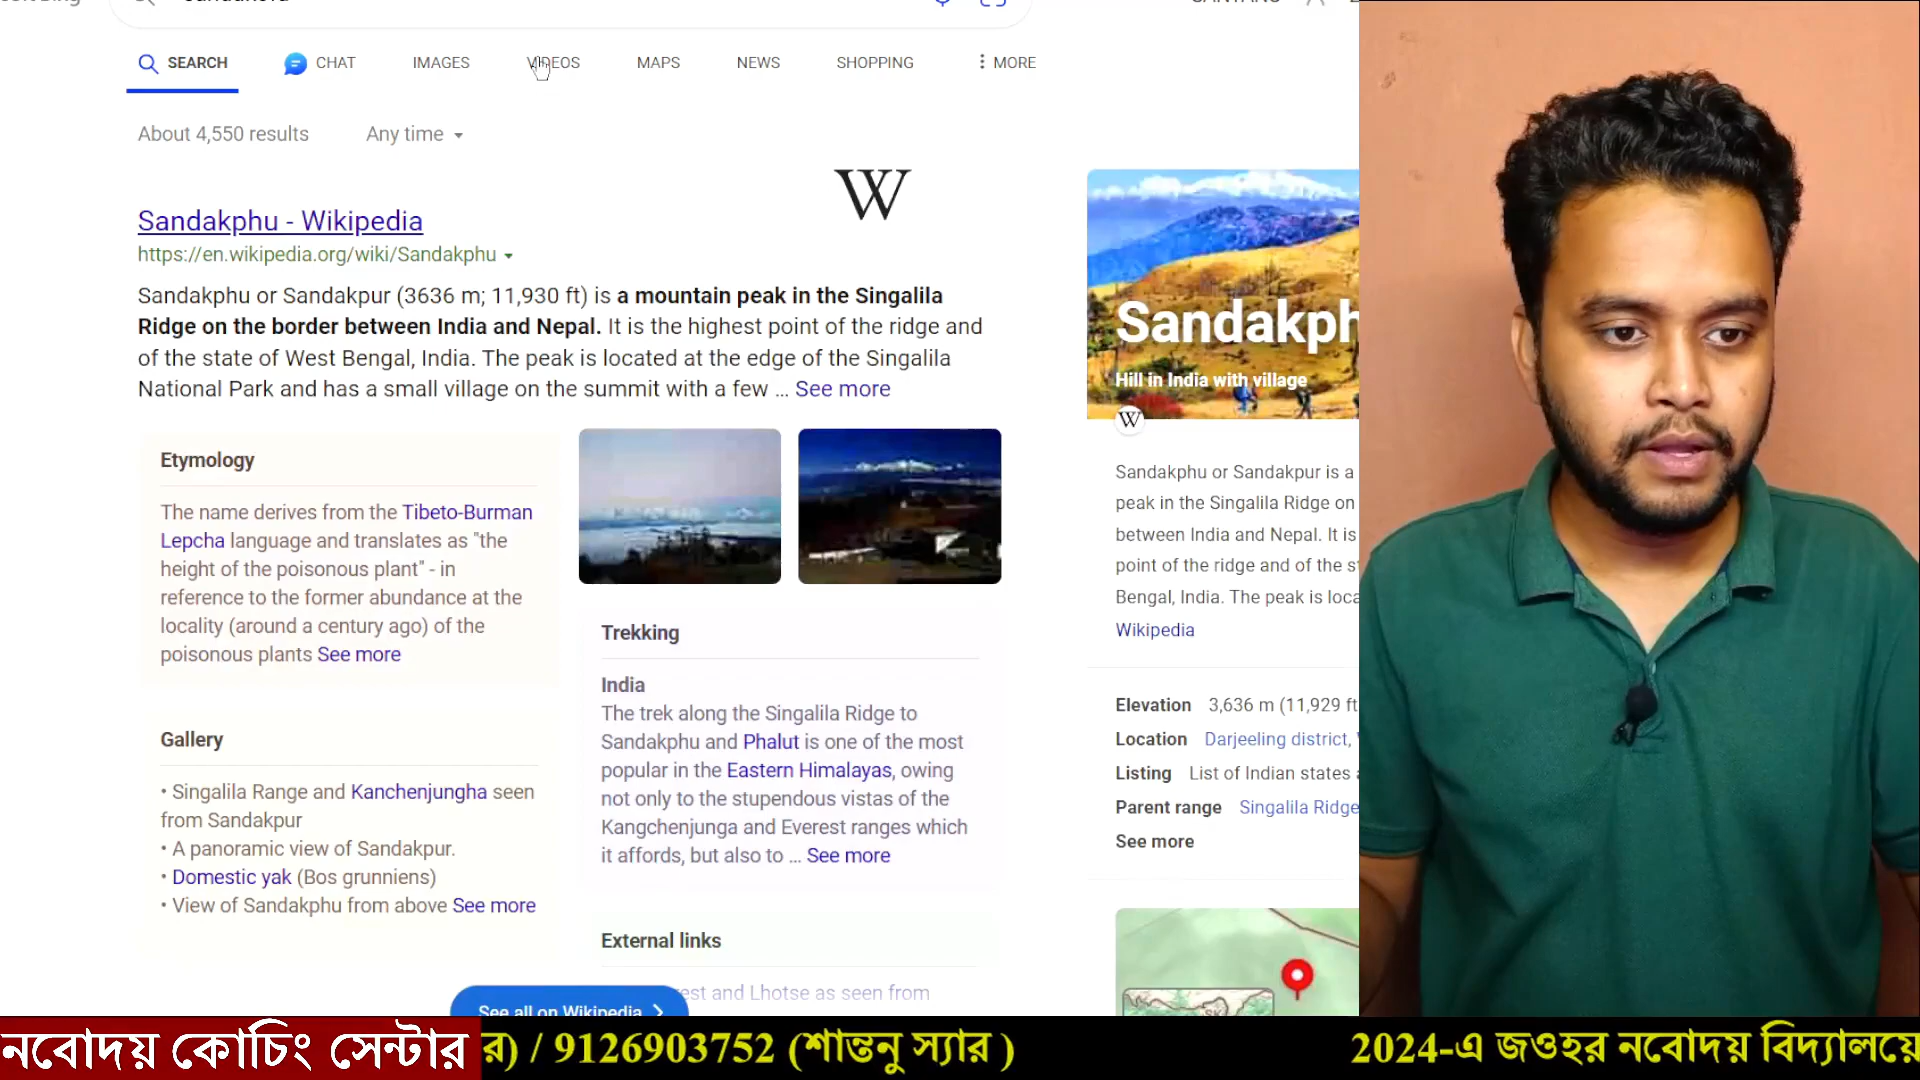 SEARCH
CHAT
IMAGES
VIDEOS
MAPS
NEWS
SHOPPING
MORE
About 4,550 results
Any time
W
Sandakphu - Wikipedia
https://en.wikipedia.org/wiki/Sandakphu
Sandakphu or Sandakpur (3636 m; 11,930 ft) is a mountain peak in the Singalila
Ridge on the border between India and Nepal. It is the highest point of the ridge and
of the state of West Bengal, India. The peak is located at the edge of the Singalila
National Park and has a small village on the summit with a few ... See more
Etymology
The name derives from the Tibeto-Burman
Lepcha language and translates as "the
height of the poisonous plant" - in
reference to the former abundance at the
locality (around a century ago) of the
poisonous plants See more
Gallery
• Singalila Range and Kanchenjungha seen
from Sandakpur
• A panoramic view of Sandakpur.
• Domestic yak (Bos grunniens)
• View of Sandakphu from above See more
Trekking
India
The trek along the Singalila Ridge to
Sandakphu and Phalut is one of the most
popular in the Eastern Himalayas, owing
not only to the stupendous vistas of the
Kangchenjunga and Everest ranges which
it affords, but also to ... See more
External links
and Lhotse as seen from
See all on Wikipedia
Sandakph
Hill in India with village
W
Sandakphu or Sandakpur is a
peak in the Singalila Ridge on
between India and Nepal. It is
point of the ridge and of the
Bengal, India. The peak is
Wikipedia
Elevation 3,636 m (11,929 ft
Location Darjeeling district,
Listing List of Indian states
Parent range Singalila Ridge
See more
নবোদয় কোচিং সেন্টার
র) / 9126903752 (শান্তনু স্যার )
2024-এ জওহর নবোদয় বিদ্যালয়ে